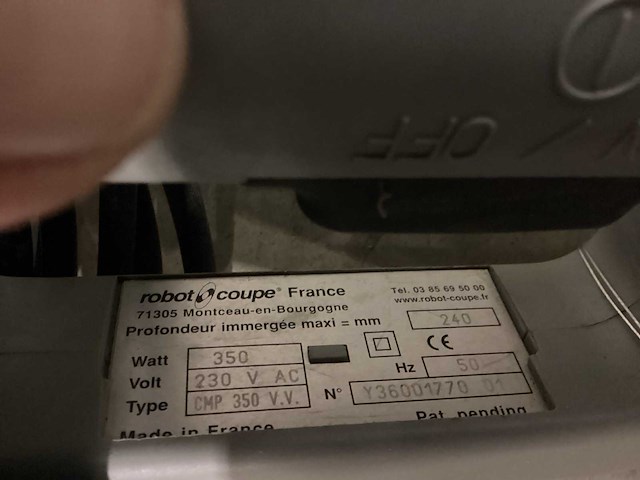 OFF
robot coupe® France
Tel. 03 85 69 50 00
71305 Montceau-en-Bourgogne
www.robot-coupe.fr
Profondeur immergée maxi = mm 240
Watt 350 CE
Volt 230 V AC Hz 50
Type CMP 350 V.V. N° Y36001770 01
Made in France Pat. pending